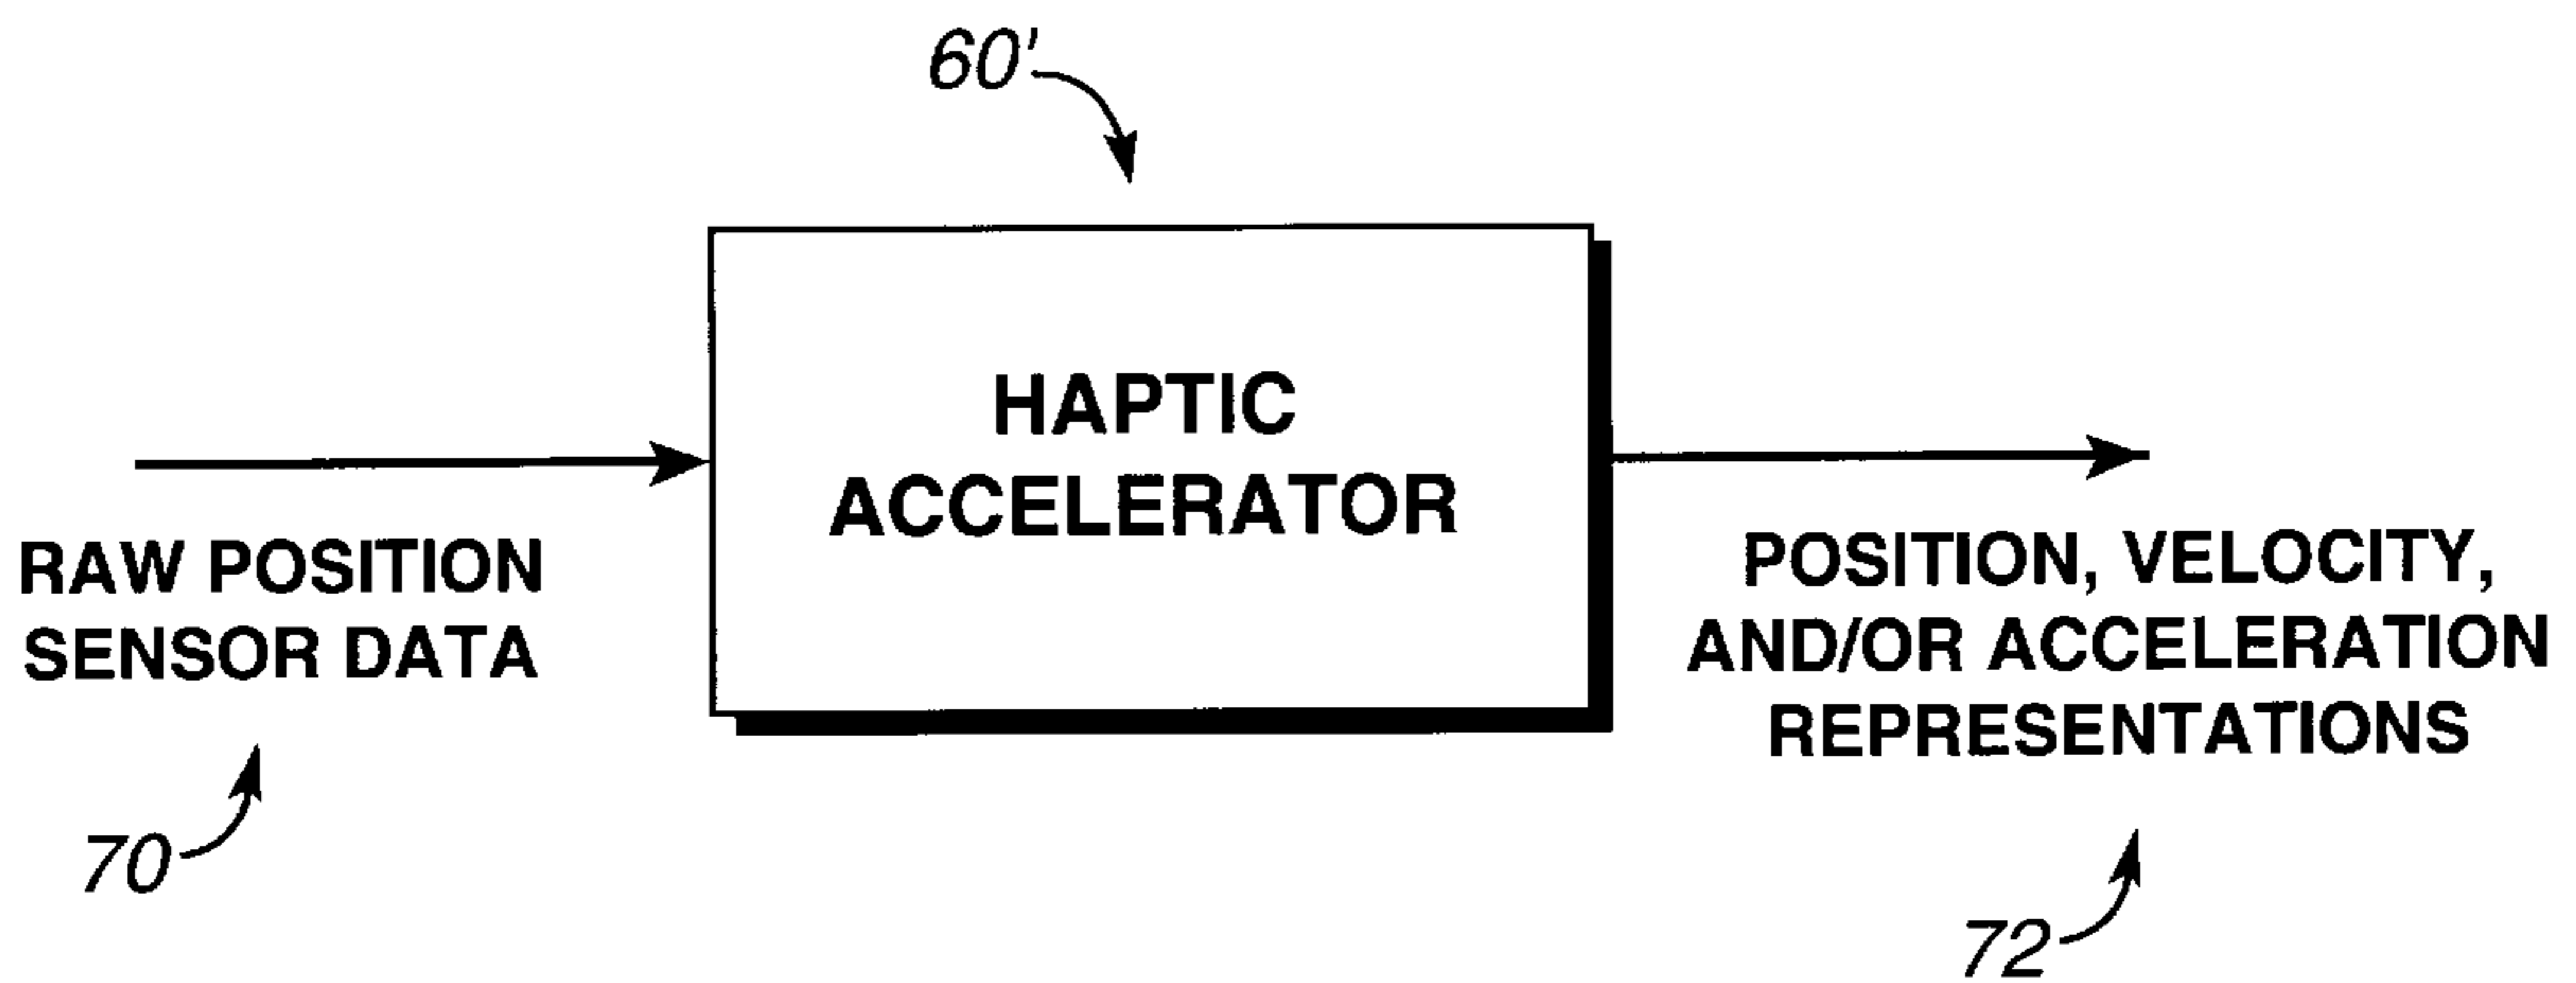 60'
HAPTIC
ACCELERATOR
RAW POSITION
SENSOR DATA
70
POSITION, VELOCITY,
AND/OR ACCELERATION
REPRESENTATIONS
72